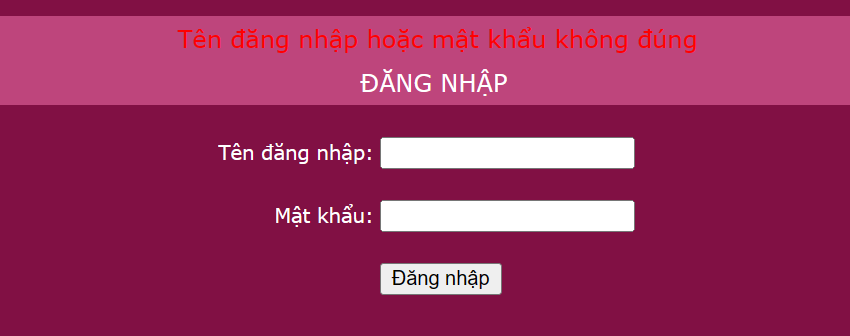 Tên đăng nhập hoặc mật khẩu không đúng
ĐĂNG NHẬP
Tên đăng nhập:
Mật khẩu:
Đăng nhập